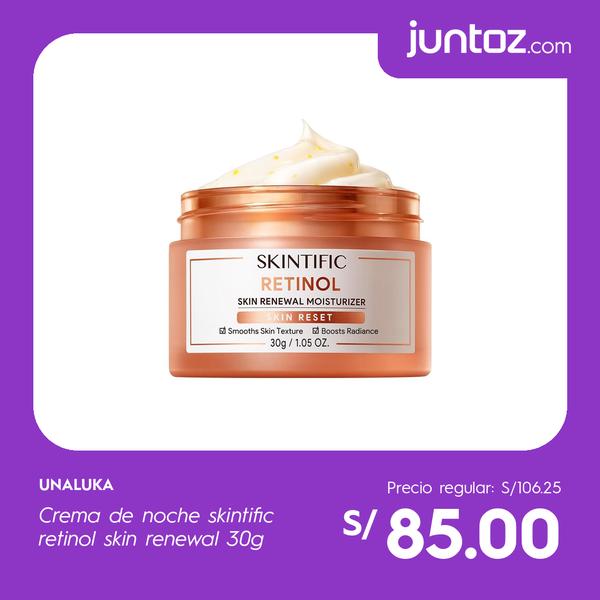 juntoz.com
SKINTIFIC
RETINOL
SKIN RENEWAL MOISTURIZER
SKIN RESET
Smooths Skin Texture Boosts Radiance
30g / 1.05 OZ.
UNALUKA
Crema de noche skintific
retinol skin renewal 30g
Precio regular: S/106.25
S/ 85.00